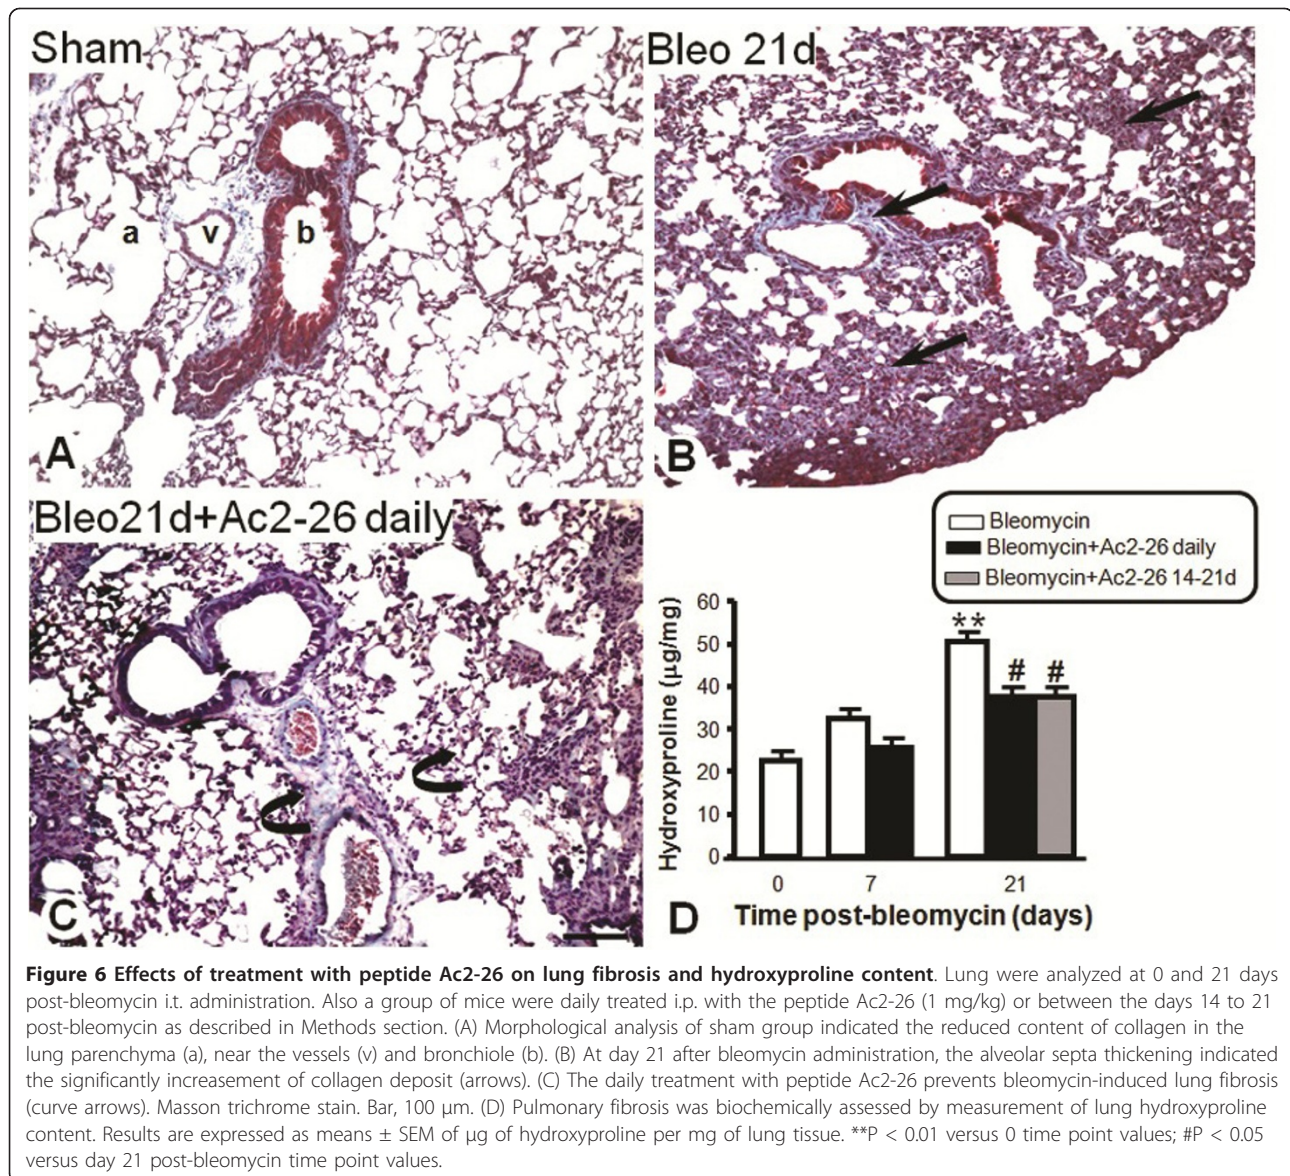 Sham
a
v
b
A
Bleo 21d
B
Bleo21d+Ac2-26 daily
C
Bleomycin
Bleomycin+Ac2-26 daily
Bleomycin+Ac2-26 14-21d
Hydroxyproline (µg/mg)
60
50
40
30
20
10
0
**
#
#
0
7
21
D
Time post-bleomycin (days)
Figure 6 Effects of treatment with peptide Ac2-26 on lung fibrosis and hydroxyproline content. Lung were analyzed at 0 and 21 days
post-bleomycin i.t. administration. Also a group of mice were daily treated i.p. with the peptide Ac2-26 (1 mg/kg) or between the days 14 to 21
post-bleomycin as described in Methods section. (A) Morphological analysis of sham group indicated the reduced content of collagen in the
lung parenchyma (a), near the vessels (v) and bronchiole (b). (B) At day 21 after bleomycin administration, the alveolar septa thickening indicated
the significantly increasement of collagen deposit (arrows). (C) The daily treatment with peptide Ac2-26 prevents bleomycin-induced lung fibrosis
(curve arrows). Masson trichrome stain. Bar, 100 µm. (D) Pulmonary fibrosis was biochemically assessed by measurement of lung hydroxyproline
content. Results are expressed as means ± SEM of µg of hydroxyproline per mg of lung tissue. **P < 0.01 versus 0 time point values; #P < 0.05
versus day 21 post-bleomycin time point values.